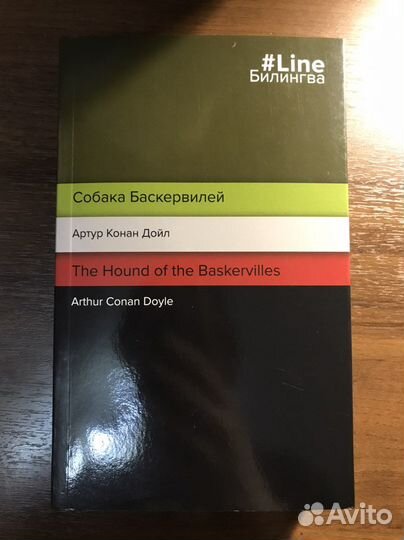 #Line
Билингва
Собака Баскервилей
Артур Конан Дойл
The Hound of the Baskervilles
Arthur Conan Doyle
Avito